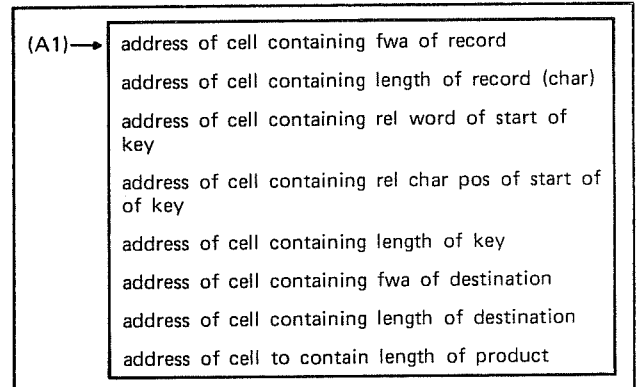 (A1) address of cell containing fwa of record
address of cell containing length of record (char)
address of cell containing rel word of start of
key
address of cell containing rel char pos of start of
of key
address of cell containing length of key
address of cell containing fwa of destination
address of cell containing length of destination
address of cell to contain length of product